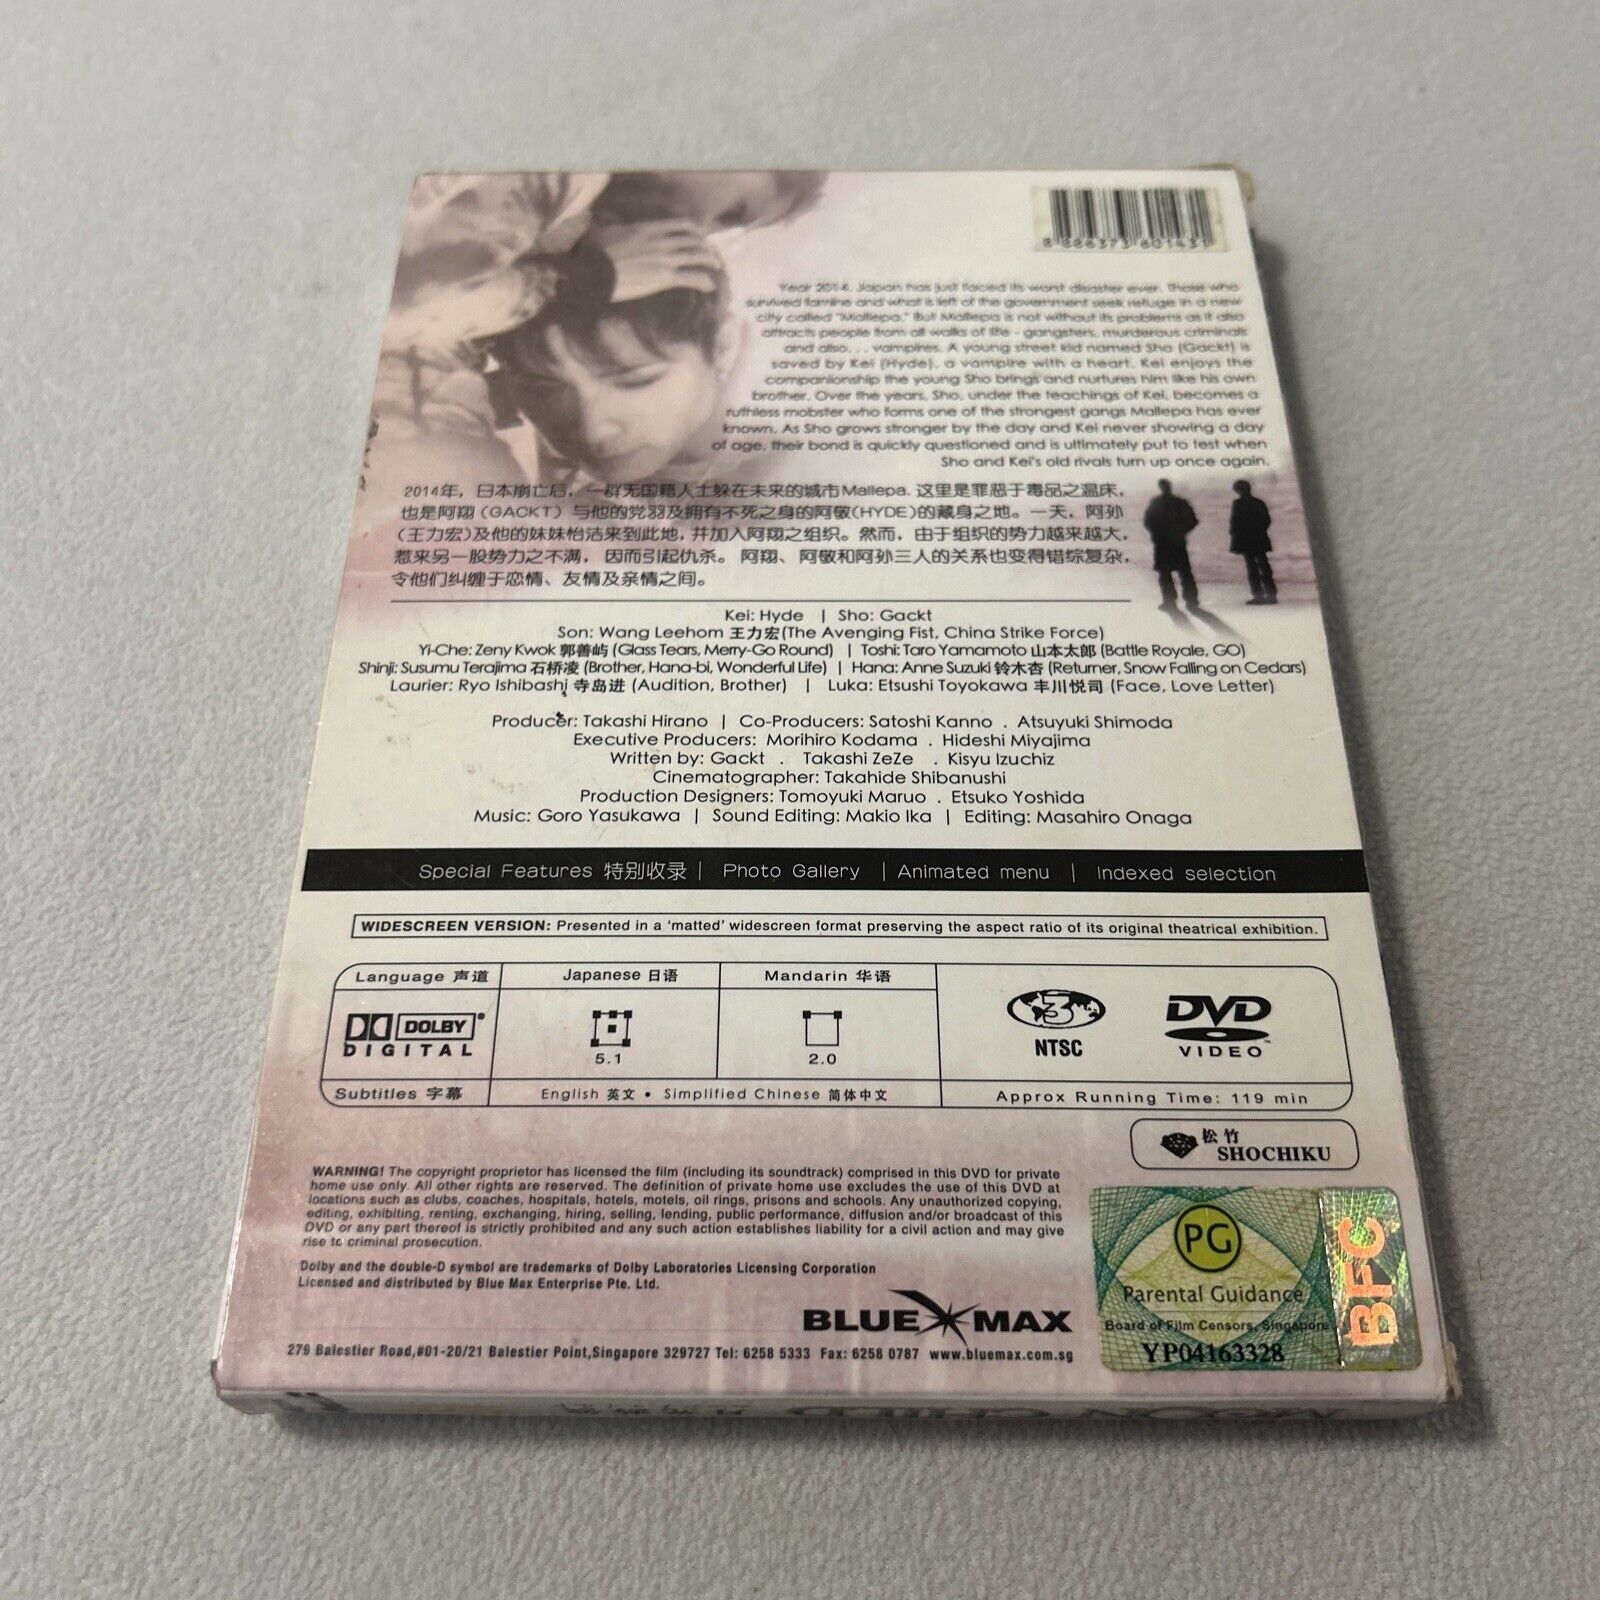 8 886373 601431
Year 2014. Japan has just faced its worst disaster ever. Those who
survived famine and what is left of the government seek refuge in a new
city called "Mallepa." But Mallepa is not without its problems as it also
attracts people from all walks of life - gangsters, murderous criminals
and also... vampires. A young street kid named Sho (Gackt) is
saved by Kei (Hyde), a vampire with a heart. Kei enjoys the
companionship the young Sho brings and nurtures him like his own
brother. Over the years, Sho, under the teachings of Kei, becomes a
ruthless mobster who forms one of the strongest gangs Mallepa has ever
known. As Sho grows stronger by the day and Kei never showing a day
of age, their bond is quickly questioned and is ultimately put to test when
Sho and Kei's old rivals turn up once again.
2014年，日本崩亡后，一群无国籍人士躲在未来的城市Mallepa. 这里是罪恶于毒品之温床，
也是阿翔 (GACKT) 与他的党羽及拥有不死之身的阿敏(HYDE)的藏身之地。一天，阿孙
(王力宏)及他的妹妹怡洁来到此地，并加入阿翔之组织。然而，由于组织的势力越来越大，
惹来另一股势力之不满，因而引起仇杀。 阿翔、阿敏和阿孙三人的关系也变得错综复杂，
令他们纠缠于恋情、友情及亲情之间。
Kei: Hyde | Sho: Gackt
Son: Wang Leehom 王力宏(The Avenging Fist, China Strike Force)
Yi-Che: Zeny Kwok 郭善屿 (Glass Tears, Merry-Go Round) | Toshi: Taro Yamamoto 山本太郎 (Battle Royale, GO)
Shinji: Susumu Terajima 石桥凌 (Brother, Hana-bi, Wonderful Life) | Hana: Anne Suzuki 铃木杏 (Returner, Snow Falling on Cedars)
Laurier: Ryo Ishibashi 寺岛进 (Audition, Brother) | Luka: Etsushi Toyokawa 丰川悦司 (Face, Love Letter)
Producer: Takashi Hirano | Co-Producers: Satoshi Kanno . Atsuyuki Shimoda
Executive Producers: Morihiro Kodama . Hideshi Miyajima
Written by: Gackt . Takashi ZeZe . Kisyu Izuchiz
Cinematographer: Takahide Shibanushi
Production Designers: Tomoyuki Maruo . Etsuko Yoshida
Music: Goro Yasukawa | Sound Editing: Makio Ika | Editing: Masahiro Onaga
Special Features 特别收录 | Photo Gallery | Animated menu | Indexed selection
WIDESCREEN VERSION: Presented in a 'matted' widescreen format preserving the aspect ratio of its original theatrical exhibition.
Language 声道 Japanese 日语 Mandarin 华语
DOLBY DIGITAL 5.1 2.0 3 NTSC DVD VIDEO
Subtitles 字幕 English 英文 • Simplified Chinese 简体中文 Approx Running Time: 119 min
松竹
SHOCHIKU
WARNING! The copyright proprietor has licensed the film (including its soundtrack) comprised in this DVD for private
home use only. All other rights are reserved. The definition of private home use excludes the use of this DVD at
locations such as clubs, coaches, hospitals, hotels, motels, oil rings, prisons and schools. Any unauthorized copying,
editing, exhibiting, renting, exchanging, hiring, selling, lending, public performance, diffusion and/or broadcast of this
DVD or any part thereof is strictly prohibited and any such action establishes liability for a civil action and may give
rise to criminal prosecution.
Dolby and the double-D symbol are trademarks of Dolby Laboratories Licensing Corporation
Licensed and distributed by Blue Max Enterprise Pte. Ltd.
BLUE MAX
279 Balestier Road,#01-20/21 Balestier Point,Singapore 329727 Tel: 6258 5333 Fax: 6258 0787 www.bluemax.com.sg
PG
Parental Guidance
Board of Film Censors, Singapore
YP04163328
BFC
MOON CHILD